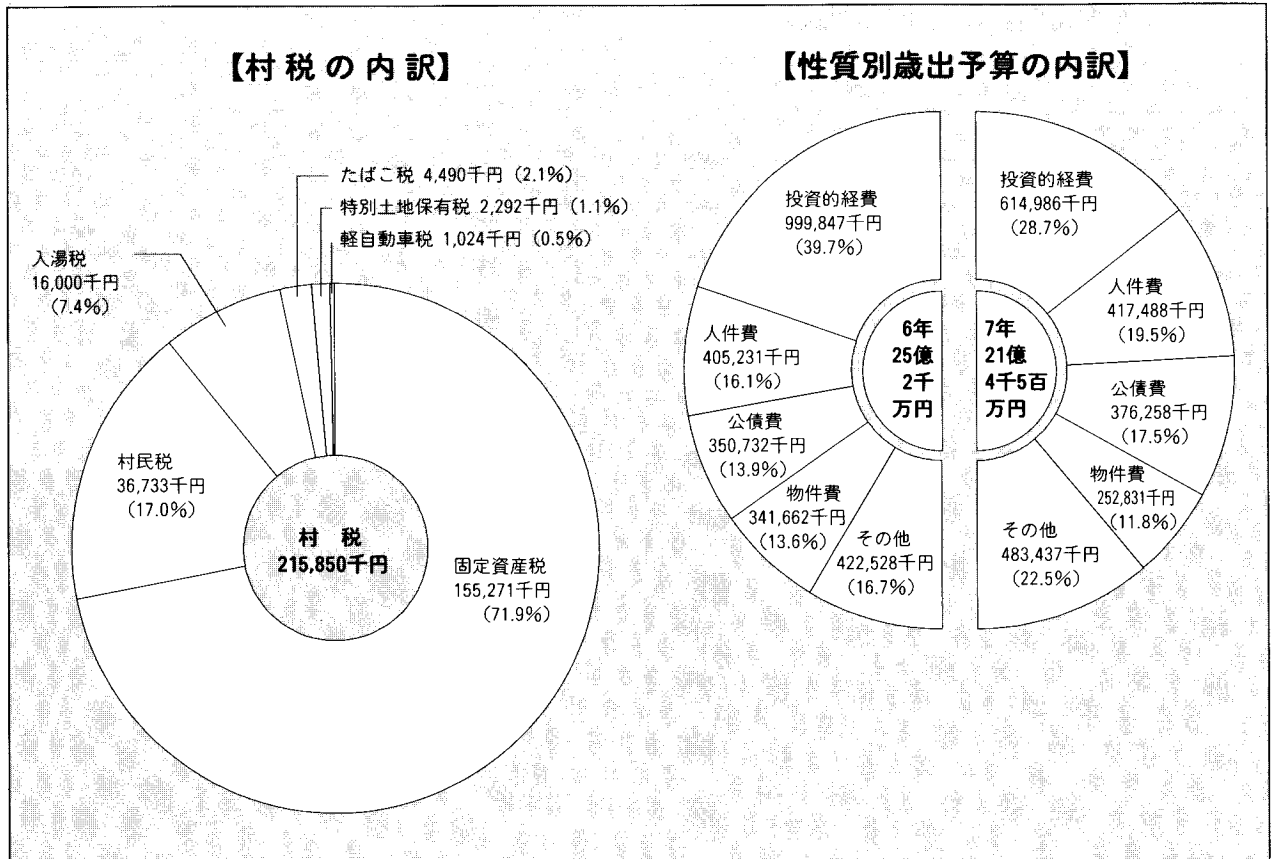 【村税の内訳】
たばこ税 4,490千円 (2.1%)
特別土地保有税 2,292千円 (1.1%)
軽自動車税 1,024千円 (0.5%)
入湯税
16,000千円
(7.4%)
村民税
36,733千円
(17.0%)
村 税
215,850千円
固定資産税
155,271千円
(71.9%)
【性質別歳出予算の内訳】
投資的経費
999,847千円
(39.7%)
人件費
405,231千円
(16.1%)
公債費
350,732千円
(13.9%)
物件費
341,662千円
(13.6%)
その他
422,528千円
(16.7%)
6年
25億
2千
万円
7年
21億
4千5百
万円
投資的経費
614,986千円
(28.7%)
人件費
417,488千円
(19.5%)
公債費
376,258千円
(17.5%)
物件費
252,831千円
(11.8%)
その他
483,437千円
(22.5%)